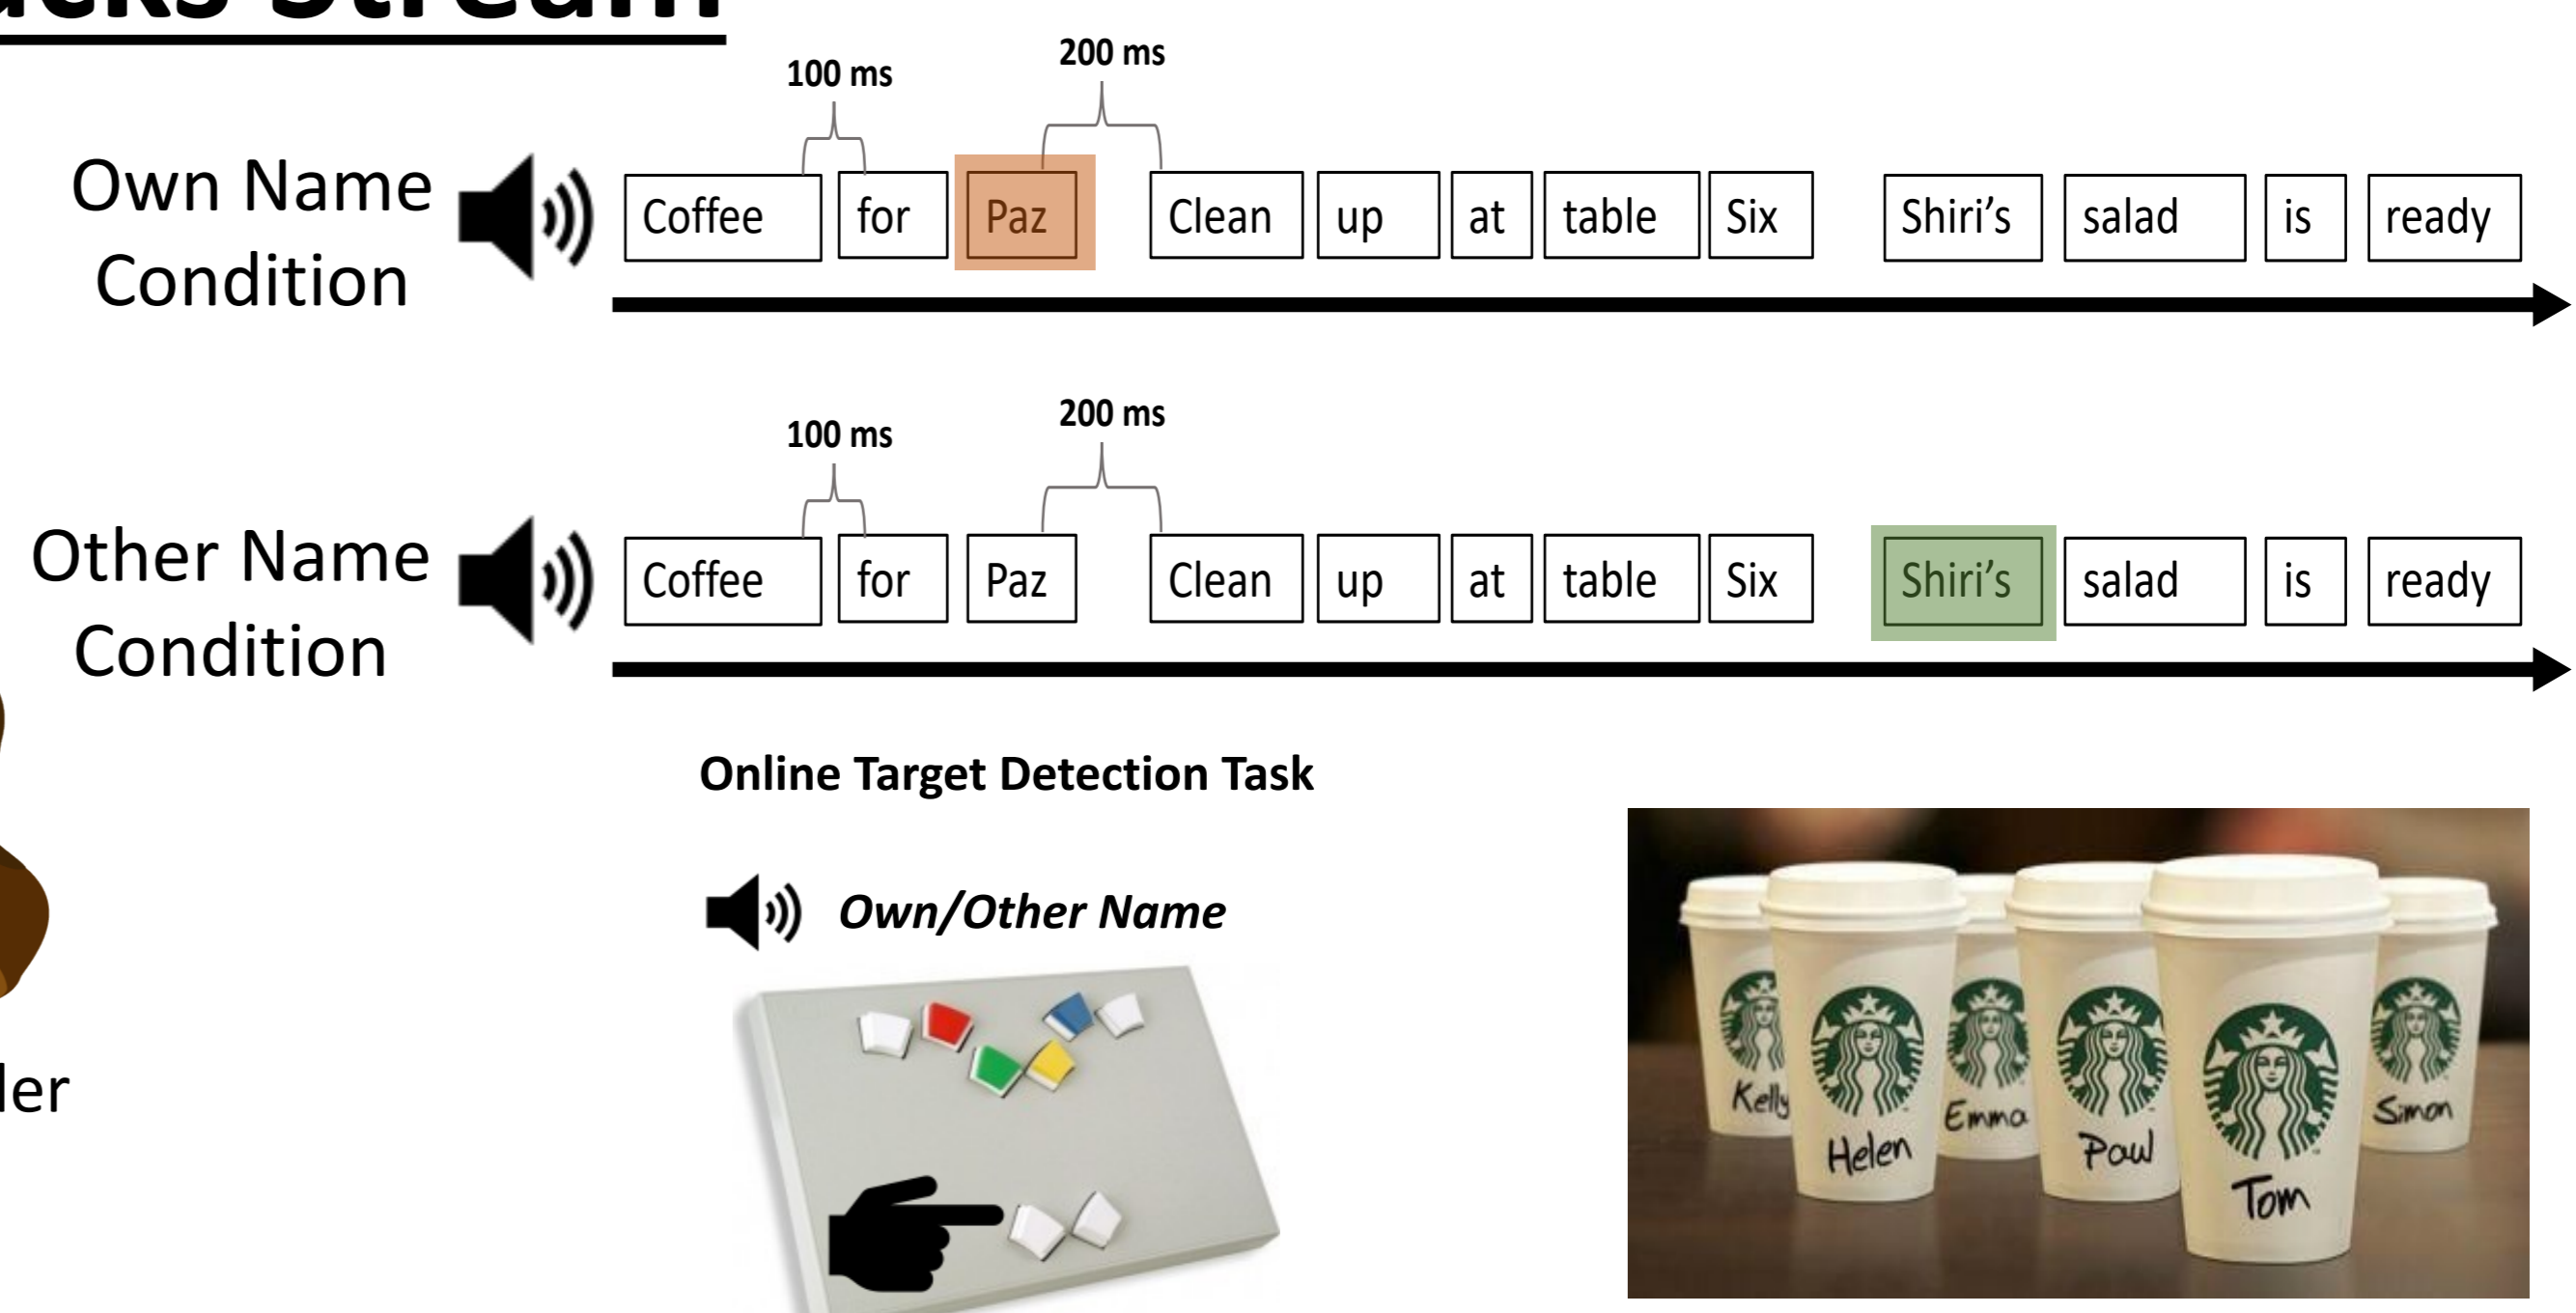 Stream
100 ms
200 ms
Own Name
Condition
Coffee for Paz Clean up at table Six Shiri's salad is ready
100 ms
200 ms
Other Name
Condition
Coffee for Paz Clean up at table Six Shiri's salad is ready
Online Target Detection Task
Own/Other Name
Kelly
Helen
Emma
Paul
Tom
Simon